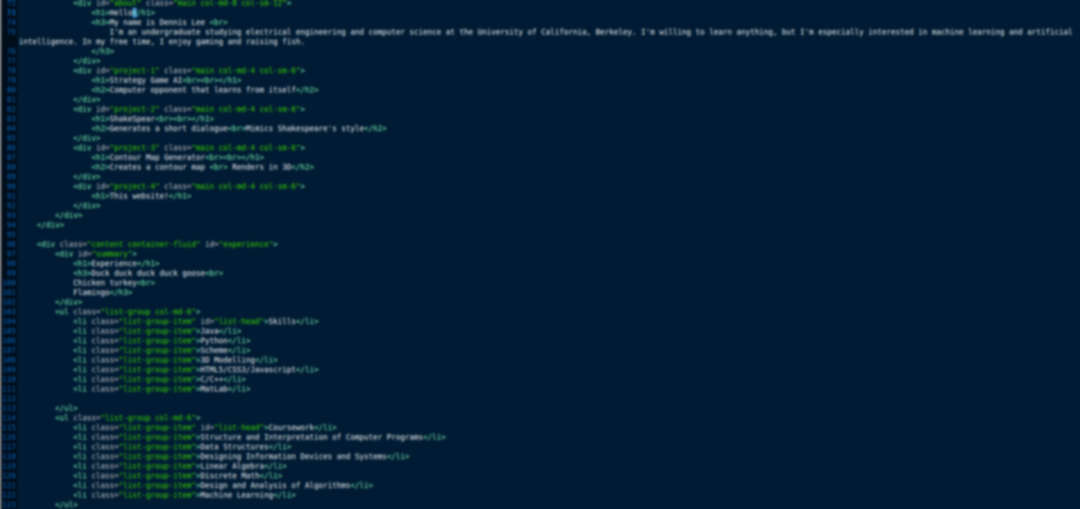 <div id="about" class="main col-md-8 col-sm-12">
<h1>Hello!</h1>
<h3>My name is Dennis Lee <br>
I'm an undergraduate studying electrical engineering and computer science at the University of California, Berkeley. I'm willing to learn anything, but I'm especially interested in machine learning and artificial
intelligence. In my free time, I enjoy gaming and raising fish.
</h3>
</div>
<div id="project-1" class="main col-md-4 col-sm-6">
<h1>Strategy Game AI<br><br></h1>
<h2>Computer opponent that learns from itself</h2>
</div>
<div id="project-2" class="main col-md-4 col-sm-6">
<h1>ShakeSpear<br><br></h1>
<h2>Generates a short dialogue<br>Mimics Shakespeare's style</h2>
</div>
<div id="project-3" class="main col-md-4 col-sm-6">
<h1>Contour Map Generator<br><br></h1>
<h2>Creates a contour map <br> Renders in 3D</h2>
</div>
<div id="project-4" class="main col-md-4 col-sm-6">
<h1>This website!</h1>
</div>
</div>
</div>
<div class="content container-fluid" id="experience">
<div id="summary">
<h1>Experience</h1>
<h3>Duck duck duck duck goose<br>
Chicken turkey<br>
Flamingo</h3>
</div>
<ul class="list-group col-md-6">
<li class="list-group-item" id="list-head">Skills</li>
<li class="list-group-item">Java</li>
<li class="list-group-item">Python</li>
<li class="list-group-item">Scheme</li>
<li class="list-group-item">3D Modelling</li>
<li class="list-group-item">HTML5/CSS3/Javascript</li>
<li class="list-group-item">C/C++</li>
<li class="list-group-item">MatLab</li>
</ul>
<ul class="list-group col-md-6">
<li class="list-group-item" id="list-head">Coursework</li>
<li class="list-group-item">Structure and Interpretation of Computer Programs</li>
<li class="list-group-item">Data Structures</li>
<li class="list-group-item">Designing Information Devices and Systems</li>
<li class="list-group-item">Linear Algebra</li>
<li class="list-group-item">Discrete Math</li>
<li class="list-group-item">Design and Analysis of Algorithms</li>
<li class="list-group-item">Machine Learning</li>
</ul>